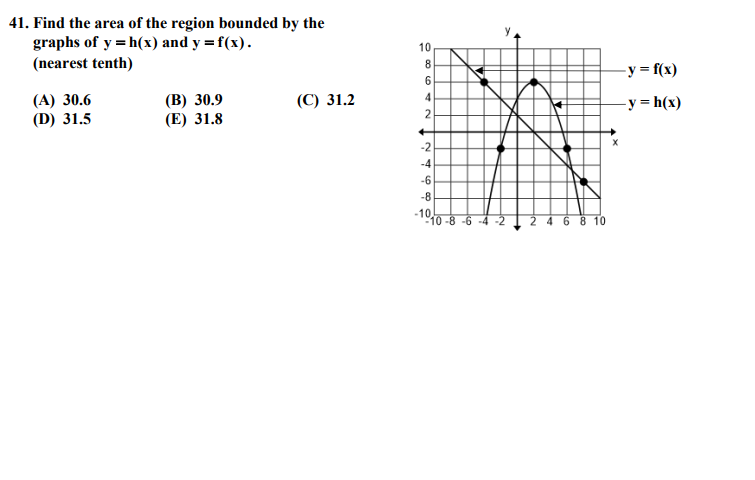 41. Find the area of the region bounded by the
graphs of y = h(x) and y = f(x).
(nearest tenth)
(A) 30.6 (B) 30.9 (C) 31.2
(D) 31.5 (E) 31.8
y
10
8
6
4
2
-2
-4
-6
-8
-10
-10 -8 -6 -4 -2 2 4 6 8 10
x
y = f(x)
y = h(x)